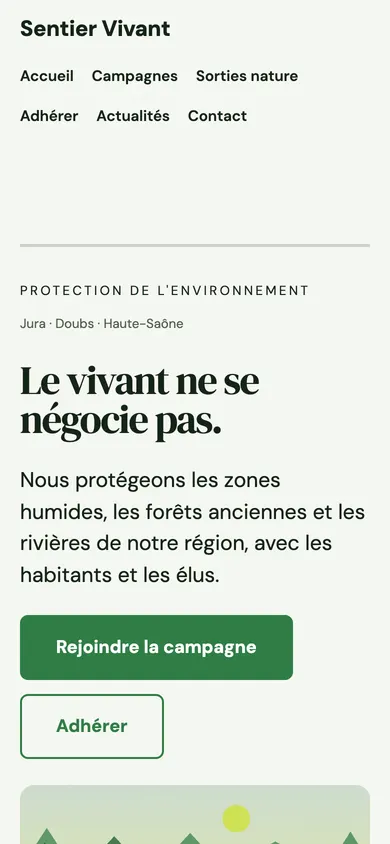 Sentier Vivant
Accueil Campagnes Sorties nature
Adhérer Actualités Contact
PROTECTION DE L'ENVIRONNEMENT
Jura · Doubs · Haute-Saône
Le vivant ne se
négocie pas.
Nous protégeons les zones
humides, les forêts anciennes et les
rivières de notre région, avec les
habitants et les élus.
Rejoindre la campagne
Adhérer